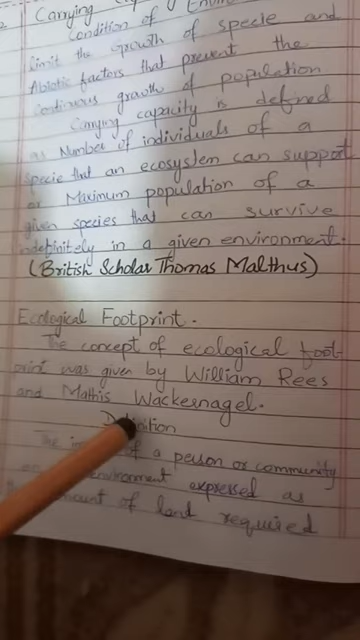 2. Carrying
Condition of
Limit the growth of specie and
Abiotic factors that prevent the
continuous growth of population
Carrying capacity is defined
as Number of individuals of a
specie that an ecosystem can support
or Maximum population of a
given species that can survive
indefinitely in a given environment.
(British Scholar Thomas Malthus)
Ecological Footprint.
The concept of ecological foot-
print was given by William Rees
and Mathis Wackersnagel.
The of a person or community
environment expressed as
amount of land required